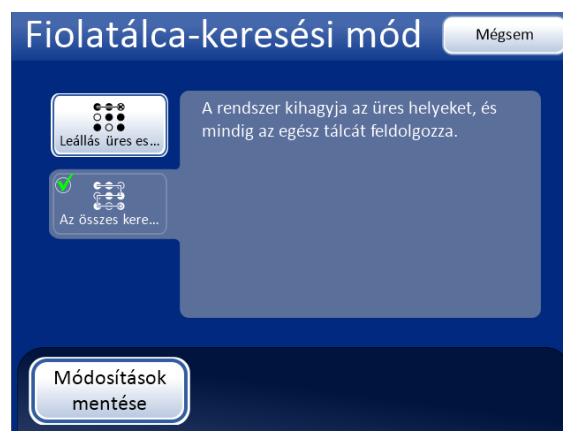 Fiolatálca-keresési mód
Mégsem
Leállás üres es...
A rendszer kihagyja az üres helyeket, és
mindig az egész tálcát feldolgozza.
Az összes kere...
Módosítások
mentése